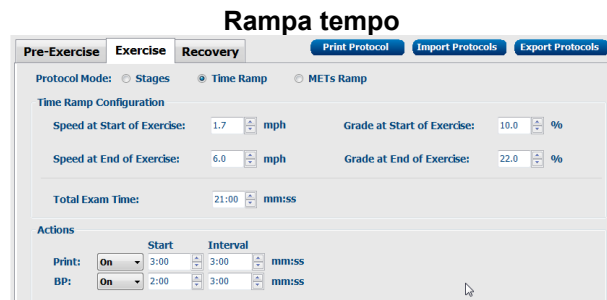 Rampa tempo
Pre-Exercise Exercise Recovery Print Protocol Import Protocols Export Protocols
Protocol Mode: Stages Time Ramp METs Ramp
Time Ramp Configuration
Speed at Start of Exercise: 1.7 mph Grade at Start of Exercise: 10.0 %
Speed at End of Exercise: 6.0 mph Grade at End of Exercise: 22.0 %
Total Exam Time: 21:00 mm:ss
Actions
Start Interval
Print: On 3:00 3:00 mm:ss
BP: On 2:00 3:00 mm:ss